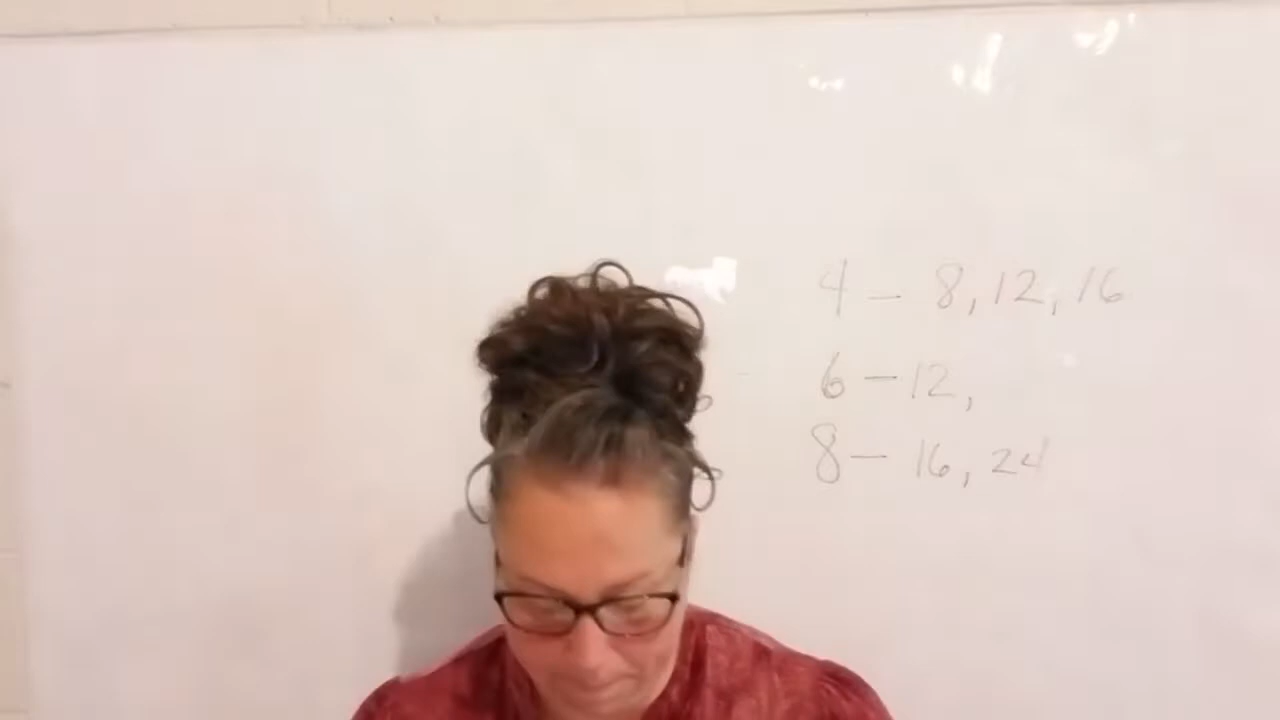 4 - 8, 12, 16
6 - 12,
8 - 16, 24